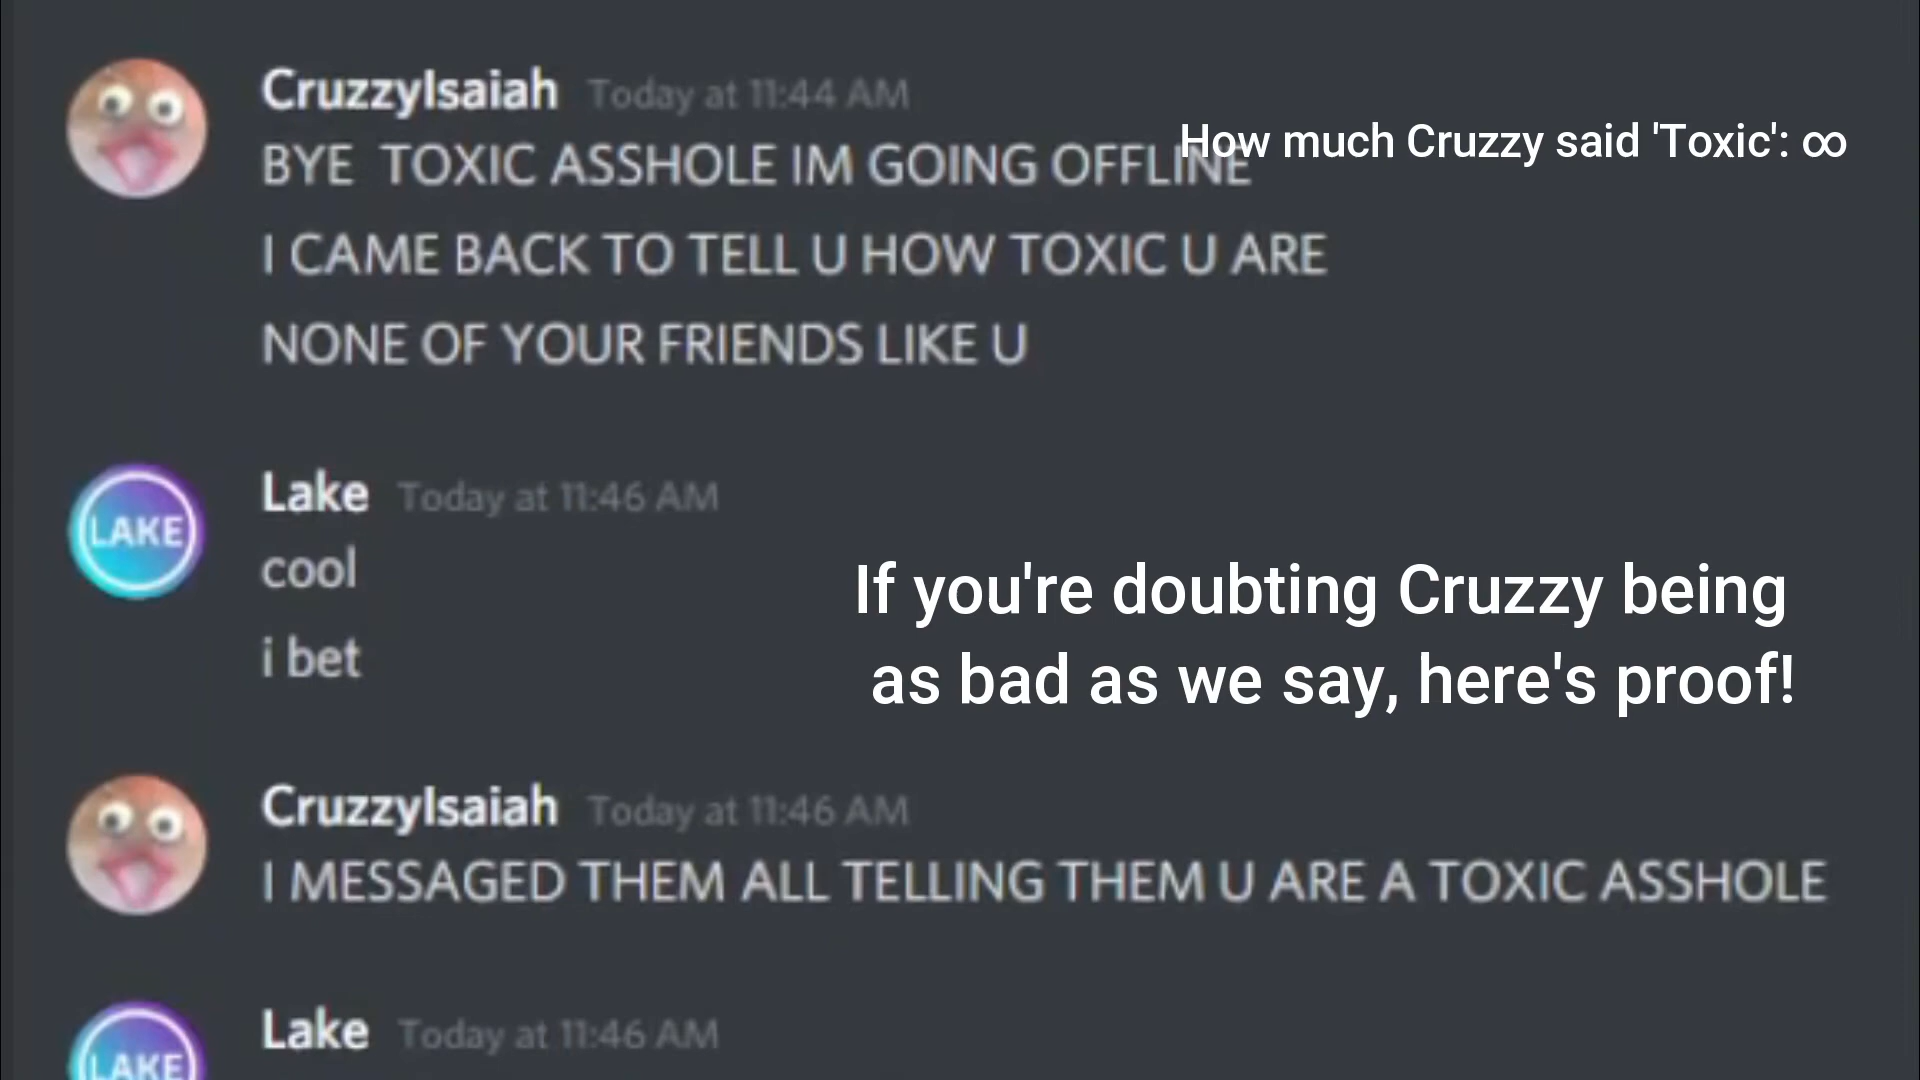 CruzzyIsaiah Today at 11:44 AM
How much Cruzzy said 'Toxic': ∞
BYE TOXIC ASSHOLE IM GOING OFFLINE
I CAME BACK TO TELL U HOW TOXIC U ARE
NONE OF YOUR FRIENDS LIKE U
LAKE
Lake Today at 11:46 AM
cool
i bet
If you're doubting Cruzzy being
as bad as we say, here's proof!
CruzzyIsaiah Today at 11:46 AM
I MESSAGED THEM ALL TELLING THEM U ARE A TOXIC ASSHOLE
LAKE
Lake Today at 11:46 AM